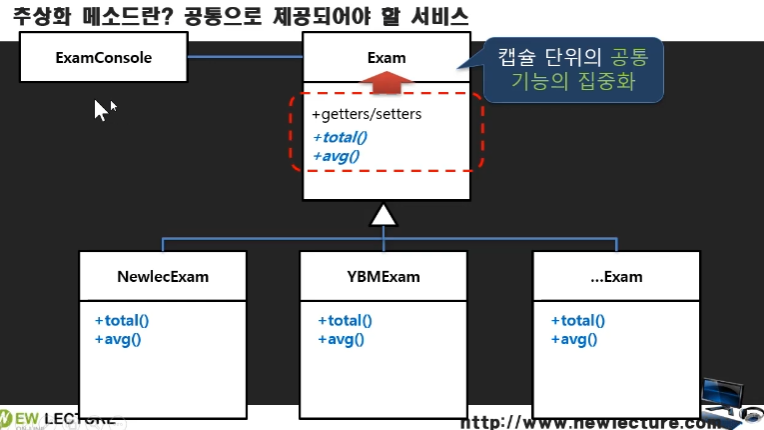 추상화 메소드란? 공통으로 제공되어야 할 서비스
ExamConsole
Exam
캡슐 단위의 공통
기능의 집중화
+getters/setters
+total()
+avg()
NewlecExam
+total()
+avg()
YBMExam
+total()
+avg()
...Exam
+total()
+avg()
EW LECTURE
http://www.newlecture.com